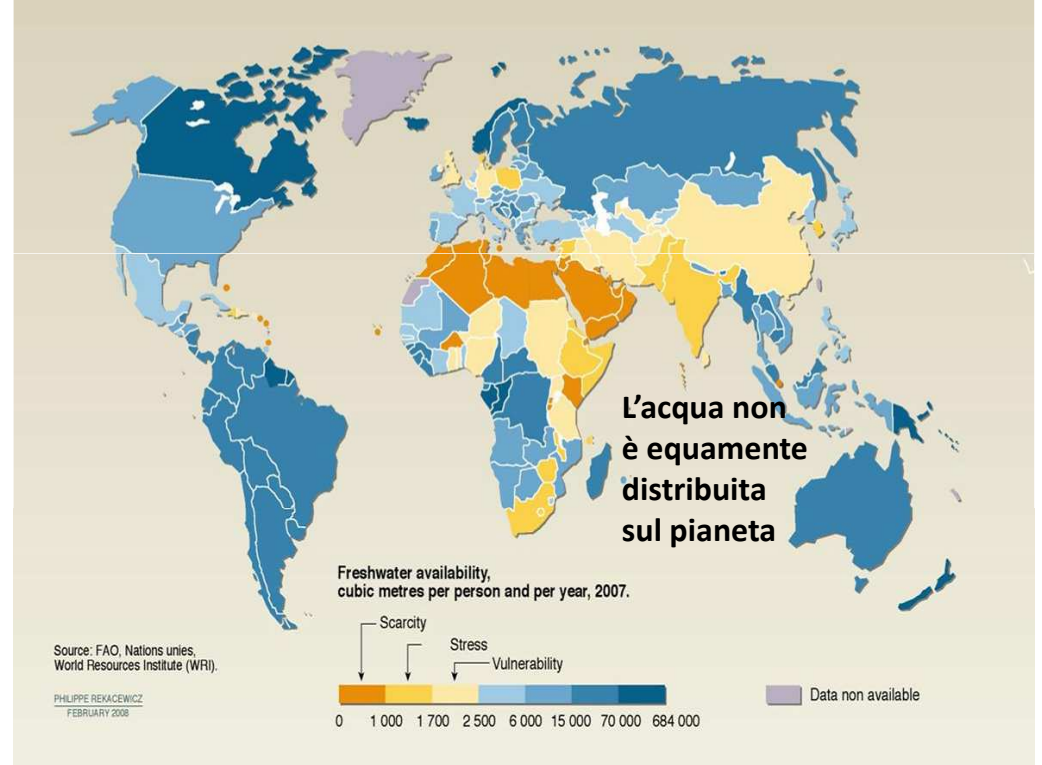 L'acqua non
è equamente
distribuita
sul pianeta
Freshwater availability,
cubic metres per person and per year, 2007.
Scarcity
Stress
Vulnerability
0 1 000 1 700 2 500 6 000 15 000 70 000 684 000
Data non available
Source: FAO, Nations unies,
World Resources Institute (WRI).
PHILIPPE REKACEWICZ
FEBRUARY 2008